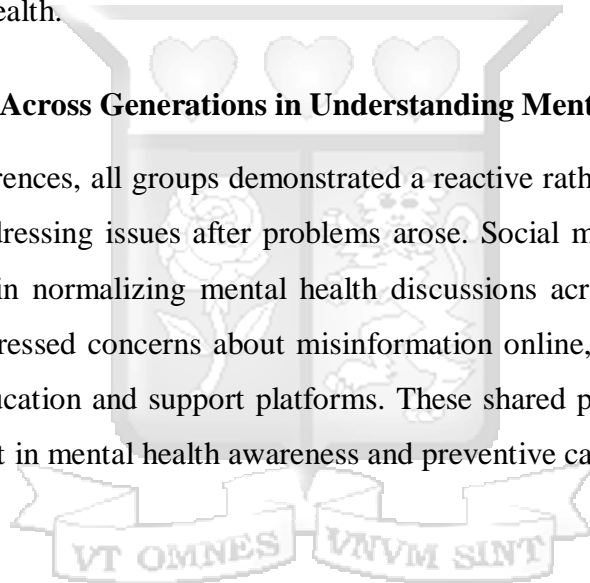 ealth.
Across Generations in Understanding Ment
rences, all groups demonstrated a reactive rath
dressing issues after problems arose. Social m
in normalizing mental health discussions acr
ressed concerns about misinformation online,
ucation and support platforms. These shared p
t in mental health awareness and preventive ca
VT OMNES VNVM SINT